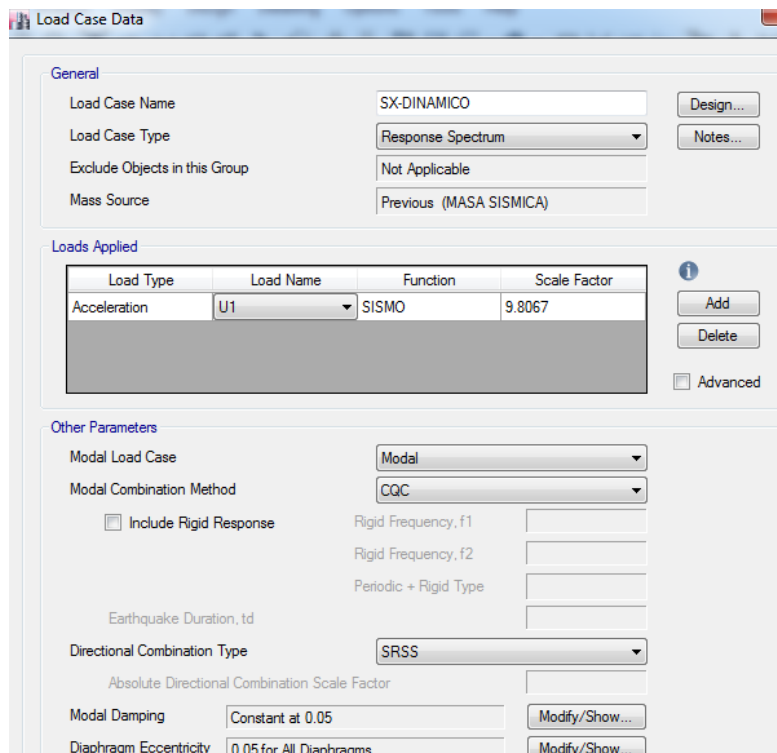 Load Case Data
General
Load Case Name SX-DINAMICO Design...
Load Case Type Response Spectrum Notes...
Exclude Objects in this Group Not Applicable
Mass Source Previous (MASA SISMICA)
Loads Applied
Load Type Load Name Function Scale Factor
Acceleration U1 SISMO 9.8067
Add
Delete
Advanced
Other Parameters
Modal Load Case Modal
Modal Combination Method CQC
Include Rigid Response Rigid Frequency, f1
Rigid Frequency, f2
Periodic + Rigid Type
Earthquake Duration, td
Directional Combination Type SRSS
Absolute Directional Combination Scale Factor
Modal Damping Constant at 0.05 Modify/Show...
Diaphragm Eccentricity 0.05 for All Diaphragms Modify/Show...